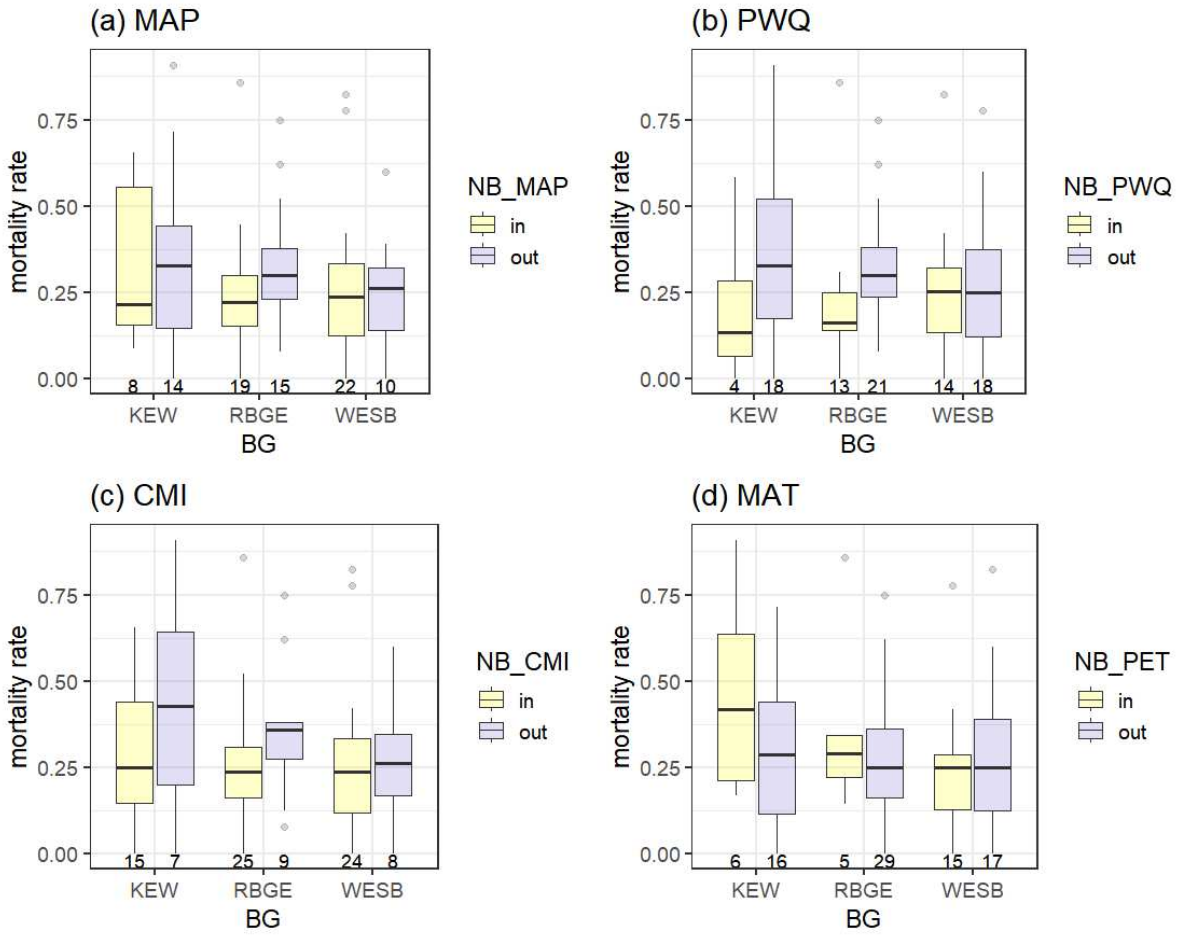 (a) MAP
mortality rate
0.75
0.50
0.25
0.00
8 14 19 15 22 10
KEW RBGE WESB
BG
NB_MAP
in
out
(b) PWQ
mortality rate
0.75
0.50
0.25
0.00
4 18 13 21 14 18
KEW RBGE WESB
BG
NB_PWQ
in
out
(c) CMI
mortality rate
0.75
0.50
0.25
0.00
15 7 25 9 24 8
KEW RBGE WESB
BG
NB_CMI
in
out
(d) MAT
mortality rate
0.75
0.50
0.25
0.00
6 16 5 29 15 17
KEW RBGE WESB
BG
NB_PET
in
out